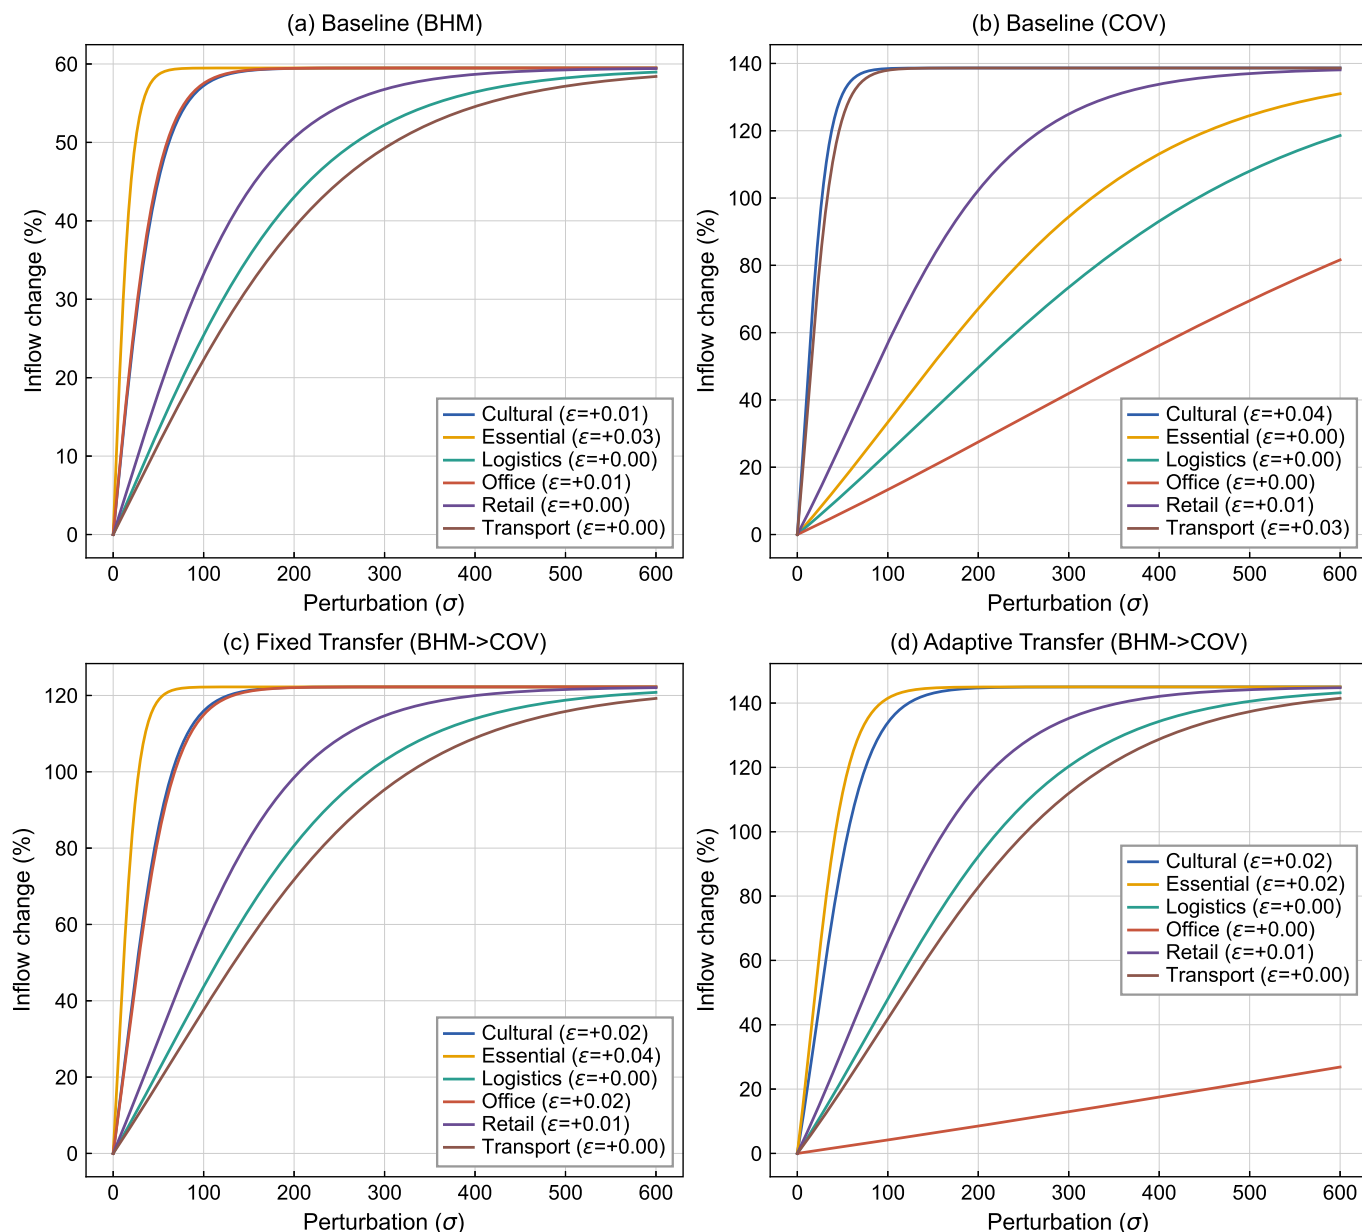 (a) Baseline (BHM)
Inflow change (%)
60
50
40
30
20
10
0
Cultural (ε=+0.01)
Essential (ε=+0.03)
Logistics (ε=+0.00)
Office (ε=+0.01)
Retail (ε=+0.00)
Transport (ε=+0.00)
0 100 200 300 400 500 600
Perturbation (σ)
(b) Baseline (COV)
Inflow change (%)
140
120
100
80
60
40
20
0
Cultural (ε=+0.04)
Essential (ε=+0.00)
Logistics (ε=+0.00)
Office (ε=+0.00)
Retail (ε=+0.01)
Transport (ε=+0.03)
0 100 200 300 400 500 600
Perturbation (σ)
(c) Fixed Transfer (BHM->COV)
Inflow change (%)
120
100
80
60
40
20
0
Cultural (ε=+0.02)
Essential (ε=+0.04)
Logistics (ε=+0.00)
Office (ε=+0.02)
Retail (ε=+0.01)
Transport (ε=+0.00)
0 100 200 300 400 500 600
Perturbation (σ)
(d) Adaptive Transfer (BHM->COV)
Inflow change (%)
140
120
100
80
60
40
20
0
Cultural (ε=+0.02)
Essential (ε=+0.02)
Logistics (ε=+0.00)
Office (ε=+0.00)
Retail (ε=+0.01)
Transport (ε=+0.00)
0 100 200 300 400 500 600
Perturbation (σ)